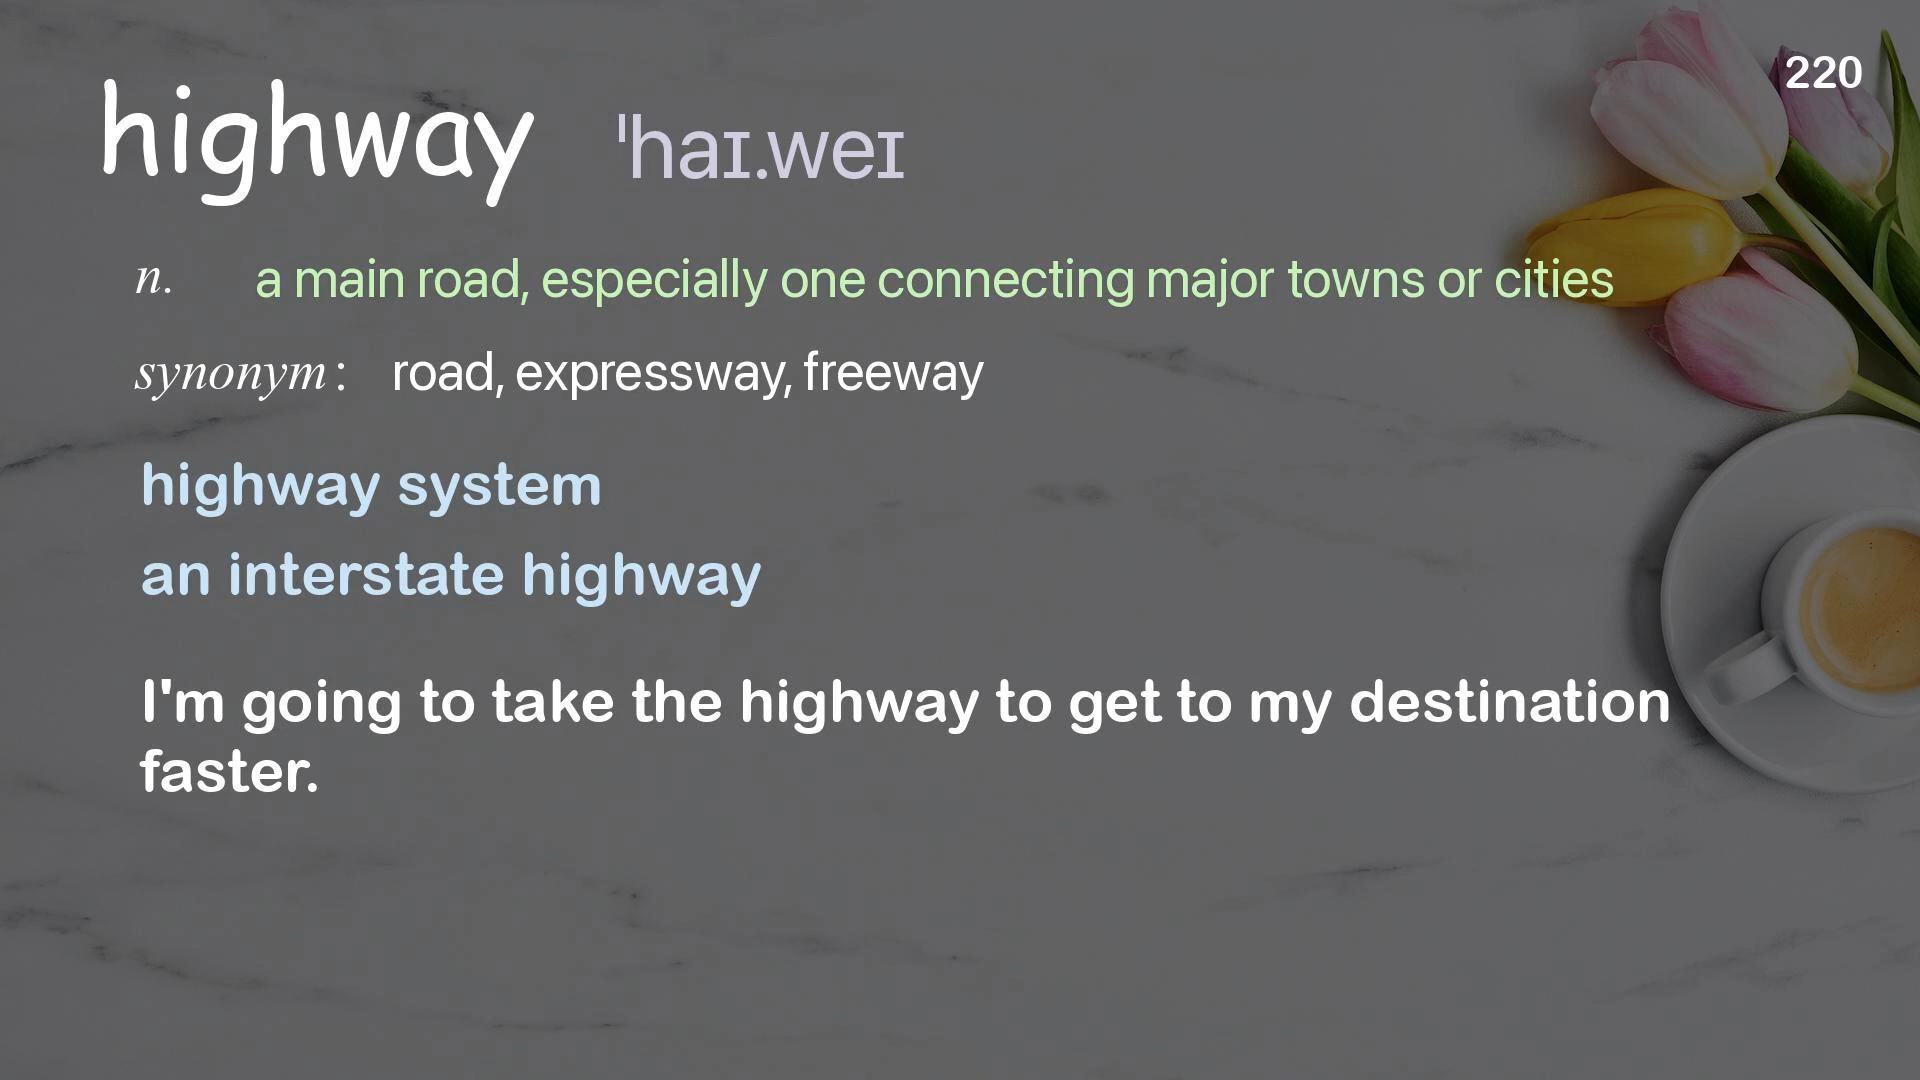 220
highway ˈhaɪ.weɪ
n. a main road, especially one connecting major towns or cities
synonym: road, expressway, freeway
highway system
an interstate highway
I'm going to take the highway to get to my destination
faster.